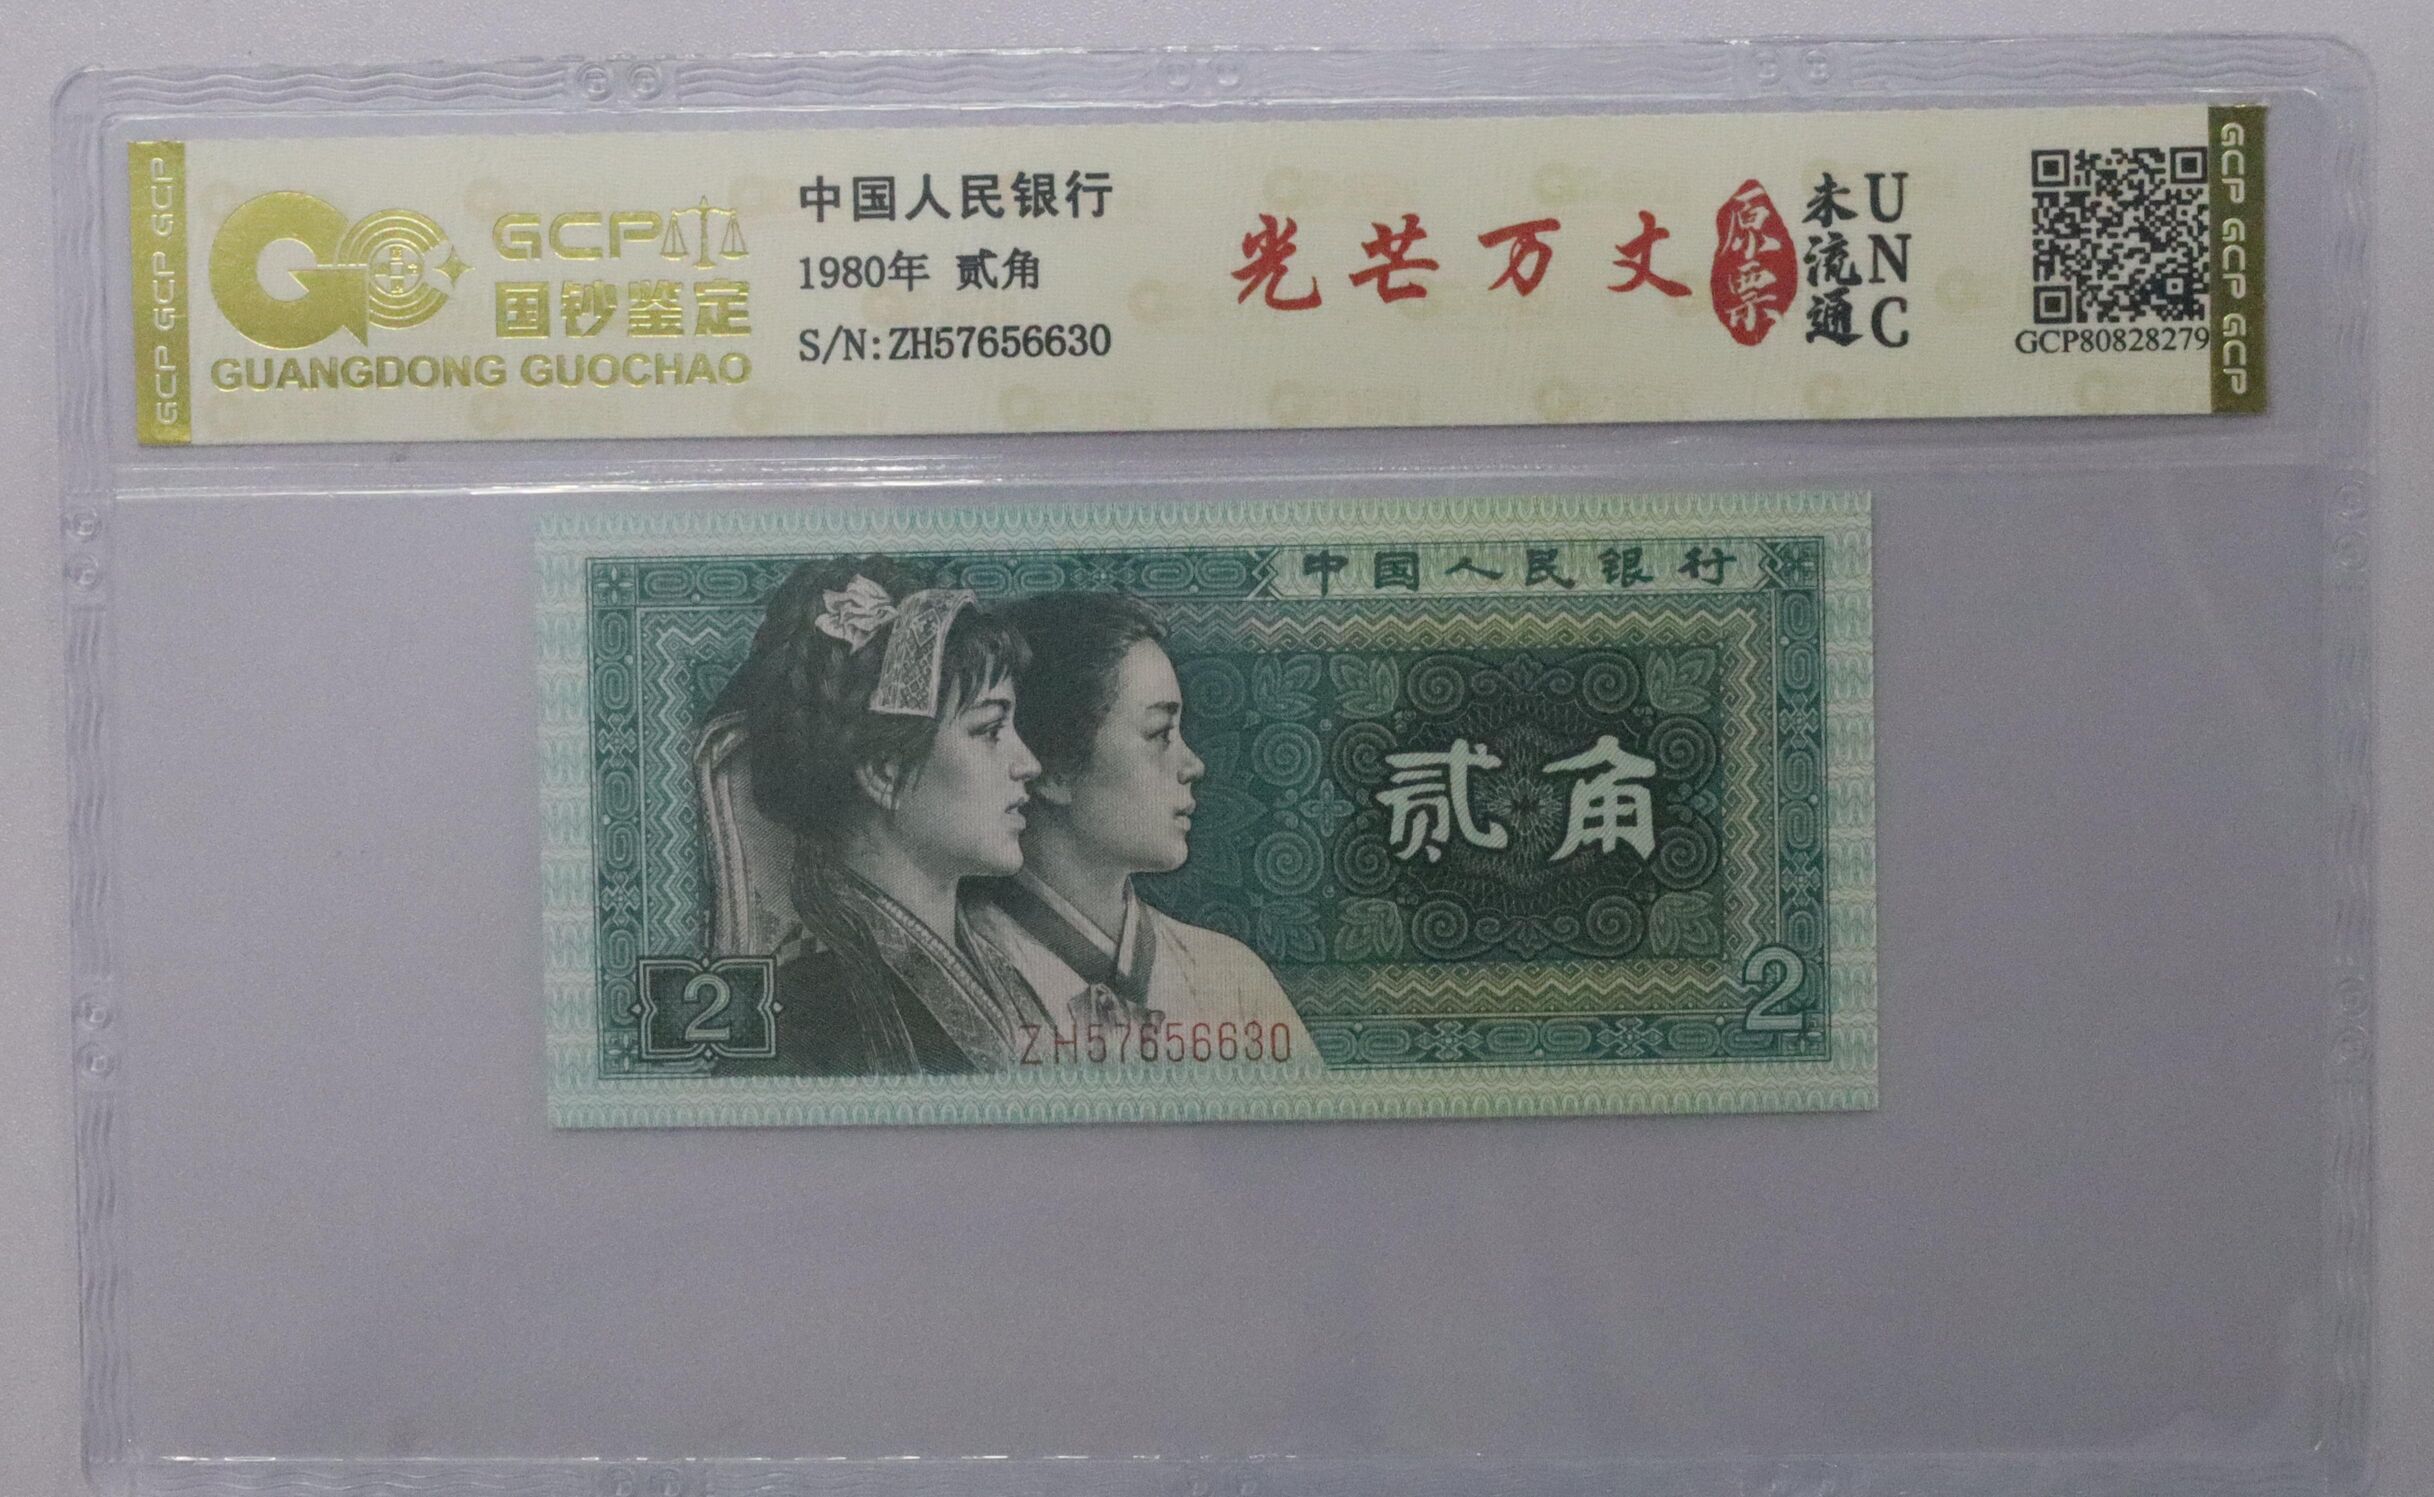 GCP GCP GCP
GCP
国钞鉴定
GUANGDONG GUOCHAO
中国人民银行
1980年 贰角
S/N:ZH57656630
光芒万丈
原票
未流通
UNC
GCP80828279
GCP GCP GCP
中国人民银行
贰角
2
2
ZH57656630